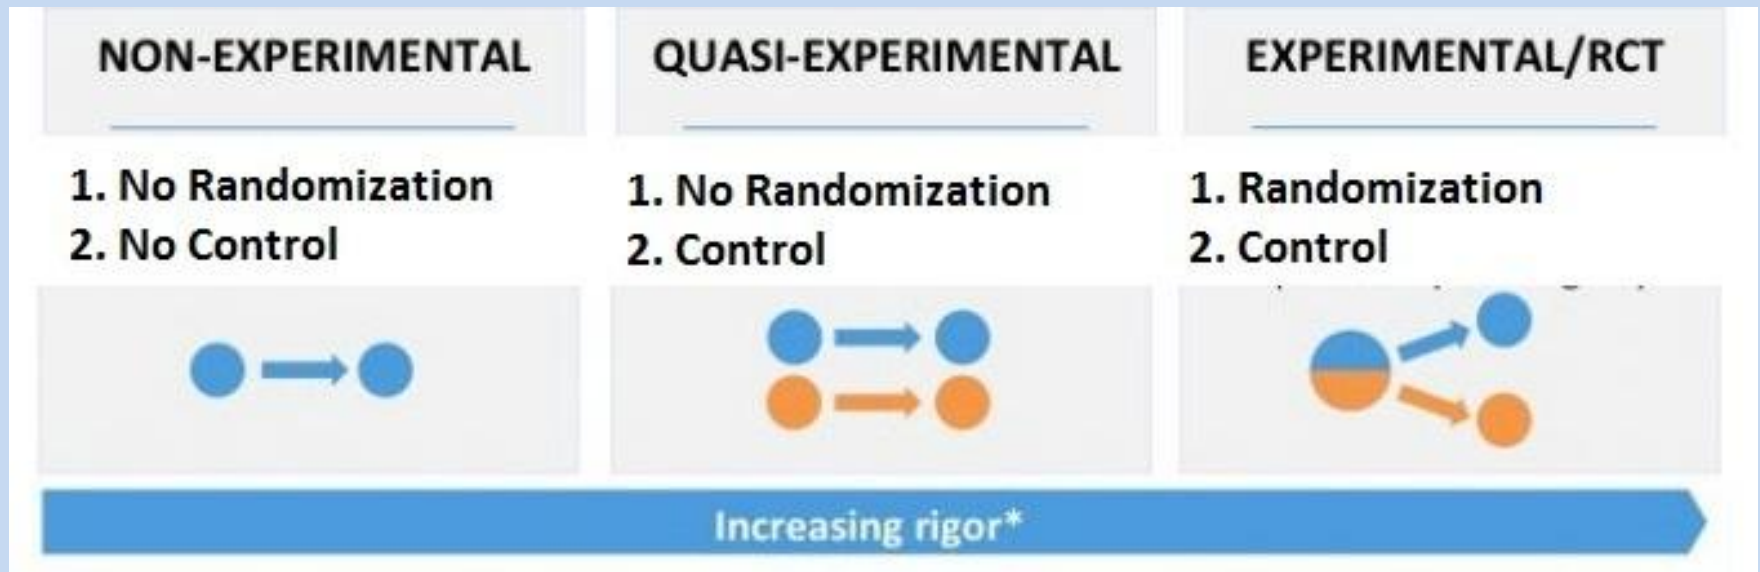 NON-EXPERIMENTAL
1. No Randomization
2. No Control
QUASI-EXPERIMENTAL
1. No Randomization
2. Control
EXPERIMENTAL/RCT
1. Randomization
2. Control
Increasing rigor*